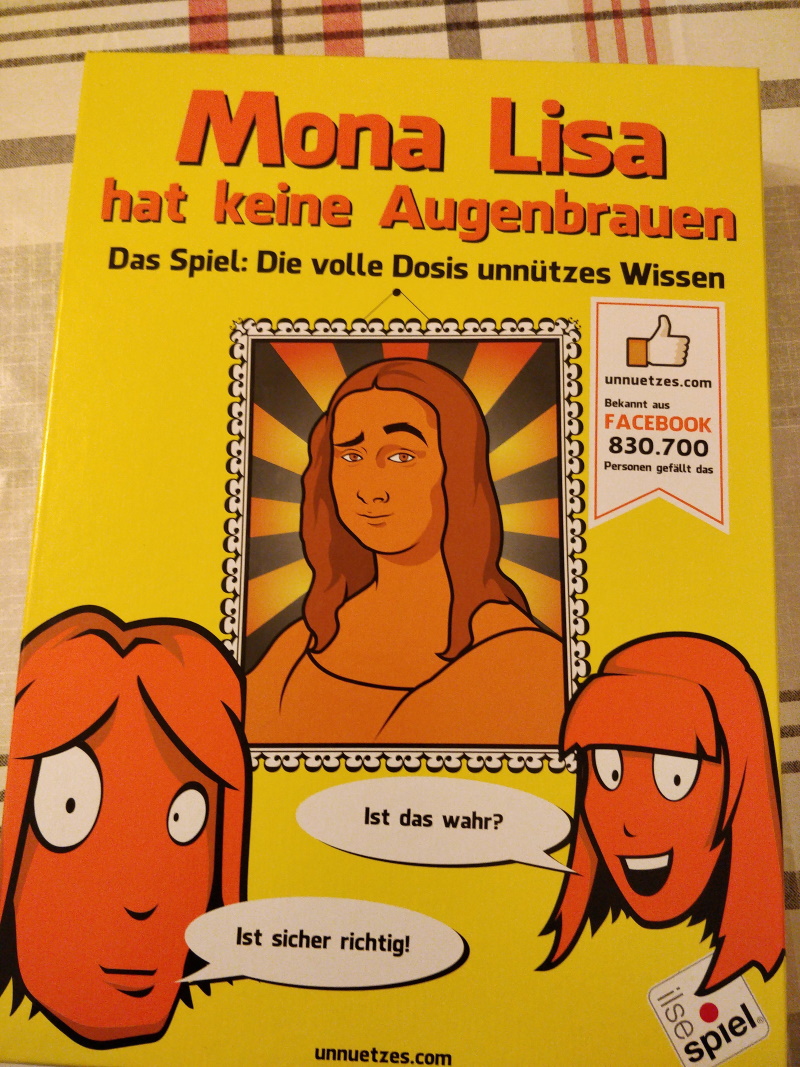 Mona Lisa
hat keine Augenbrauen
Das Spiel: Die volle Dosis unnützes Wissen
unnuetzes.com
Bekannt aus
FACEBOOK
830.700
Personen gefällt das
Ist das wahr?
Ist sicher richtig!
ilse
spiel®
unnuetzes.com